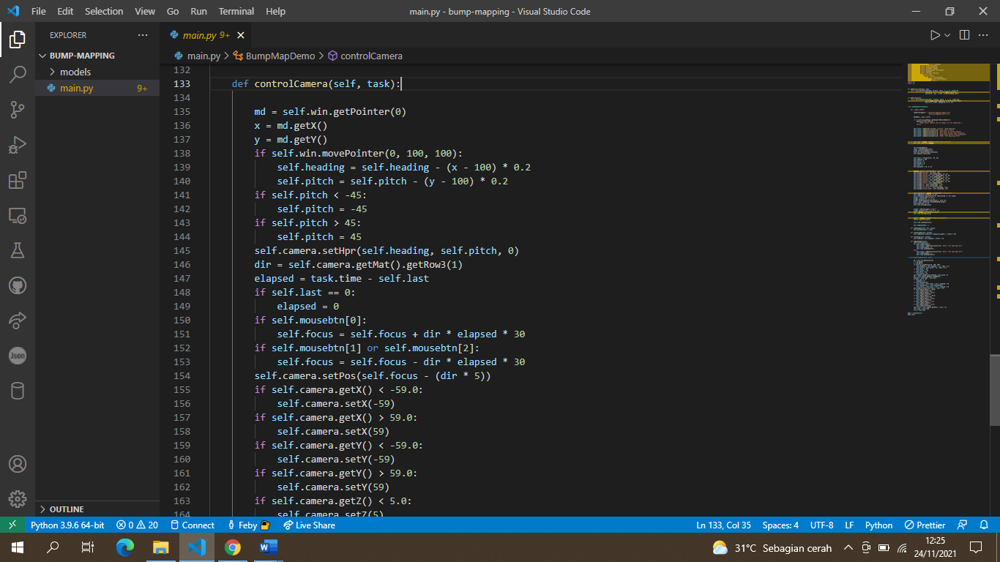 File Edit Selection View Go Run Terminal Help
main.py - bump-mapping - Visual Studio Code
EXPLORER
BUMP-MAPPING
models
main.py 9+
OUTLINE
main.py 9+
main.py > BumpMapDemo > controlCamera
132
133 def controlCamera(self, task):
134
135 md = self.win.getPointer(0)
136 x = md.getX()
137 y = md.getY()
138 if self.win.movePointer(0, 100, 100):
139 self.heading = self.heading - (x - 100) * 0.2
140 self.pitch = self.pitch - (y - 100) * 0.2
141 if self.pitch < -45:
142 self.pitch = -45
143 if self.pitch > 45:
144 self.pitch = 45
145 self.camera.setHpr(self.heading, self.pitch, 0)
146 dir = self.camera.getMat().getRow3(1)
147 elapsed = task.time - self.last
148 if self.last == 0:
149 elapsed = 0
150 if self.mousebtn[0]:
151 self.focus = self.focus + dir * elapsed * 30
152 if self.mousebtn[1] or self.mousebtn[2]:
153 self.focus = self.focus - dir * elapsed * 30
154 self.camera.setPos(self.focus - (dir * 5))
155 if self.camera.getX() < -59.0:
156 self.camera.setX(-59)
157 if self.camera.getX() > 59.0:
158 self.camera.setX(59)
159 if self.camera.getY() < -59.0:
160 self.camera.setY(-59)
161 if self.camera.getY() > 59.0:
162 self.camera.setY(59)
163 if self.camera.getZ() < 5.0:
164 self.camera.setZ(5)
Json
Python 3.9.6 64-bit 0 20 Connect Feby Live Share Ln 133, Col 35 Spaces: 4 UTF-8 LF Python Prettier
31°C Sebagian cerah
12:25
24/11/2021